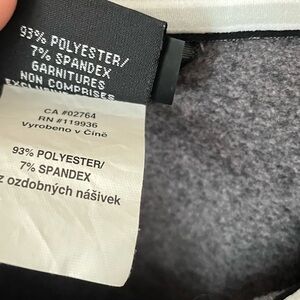 93% POLYESTER/
7% SPANDEX
GARNITURES
NON COMPRISES
CA #02764
RN #119936
Vyrobeno v Číně
93% POLYESTER/
7% SPANDEX
z ozdobných nášivek